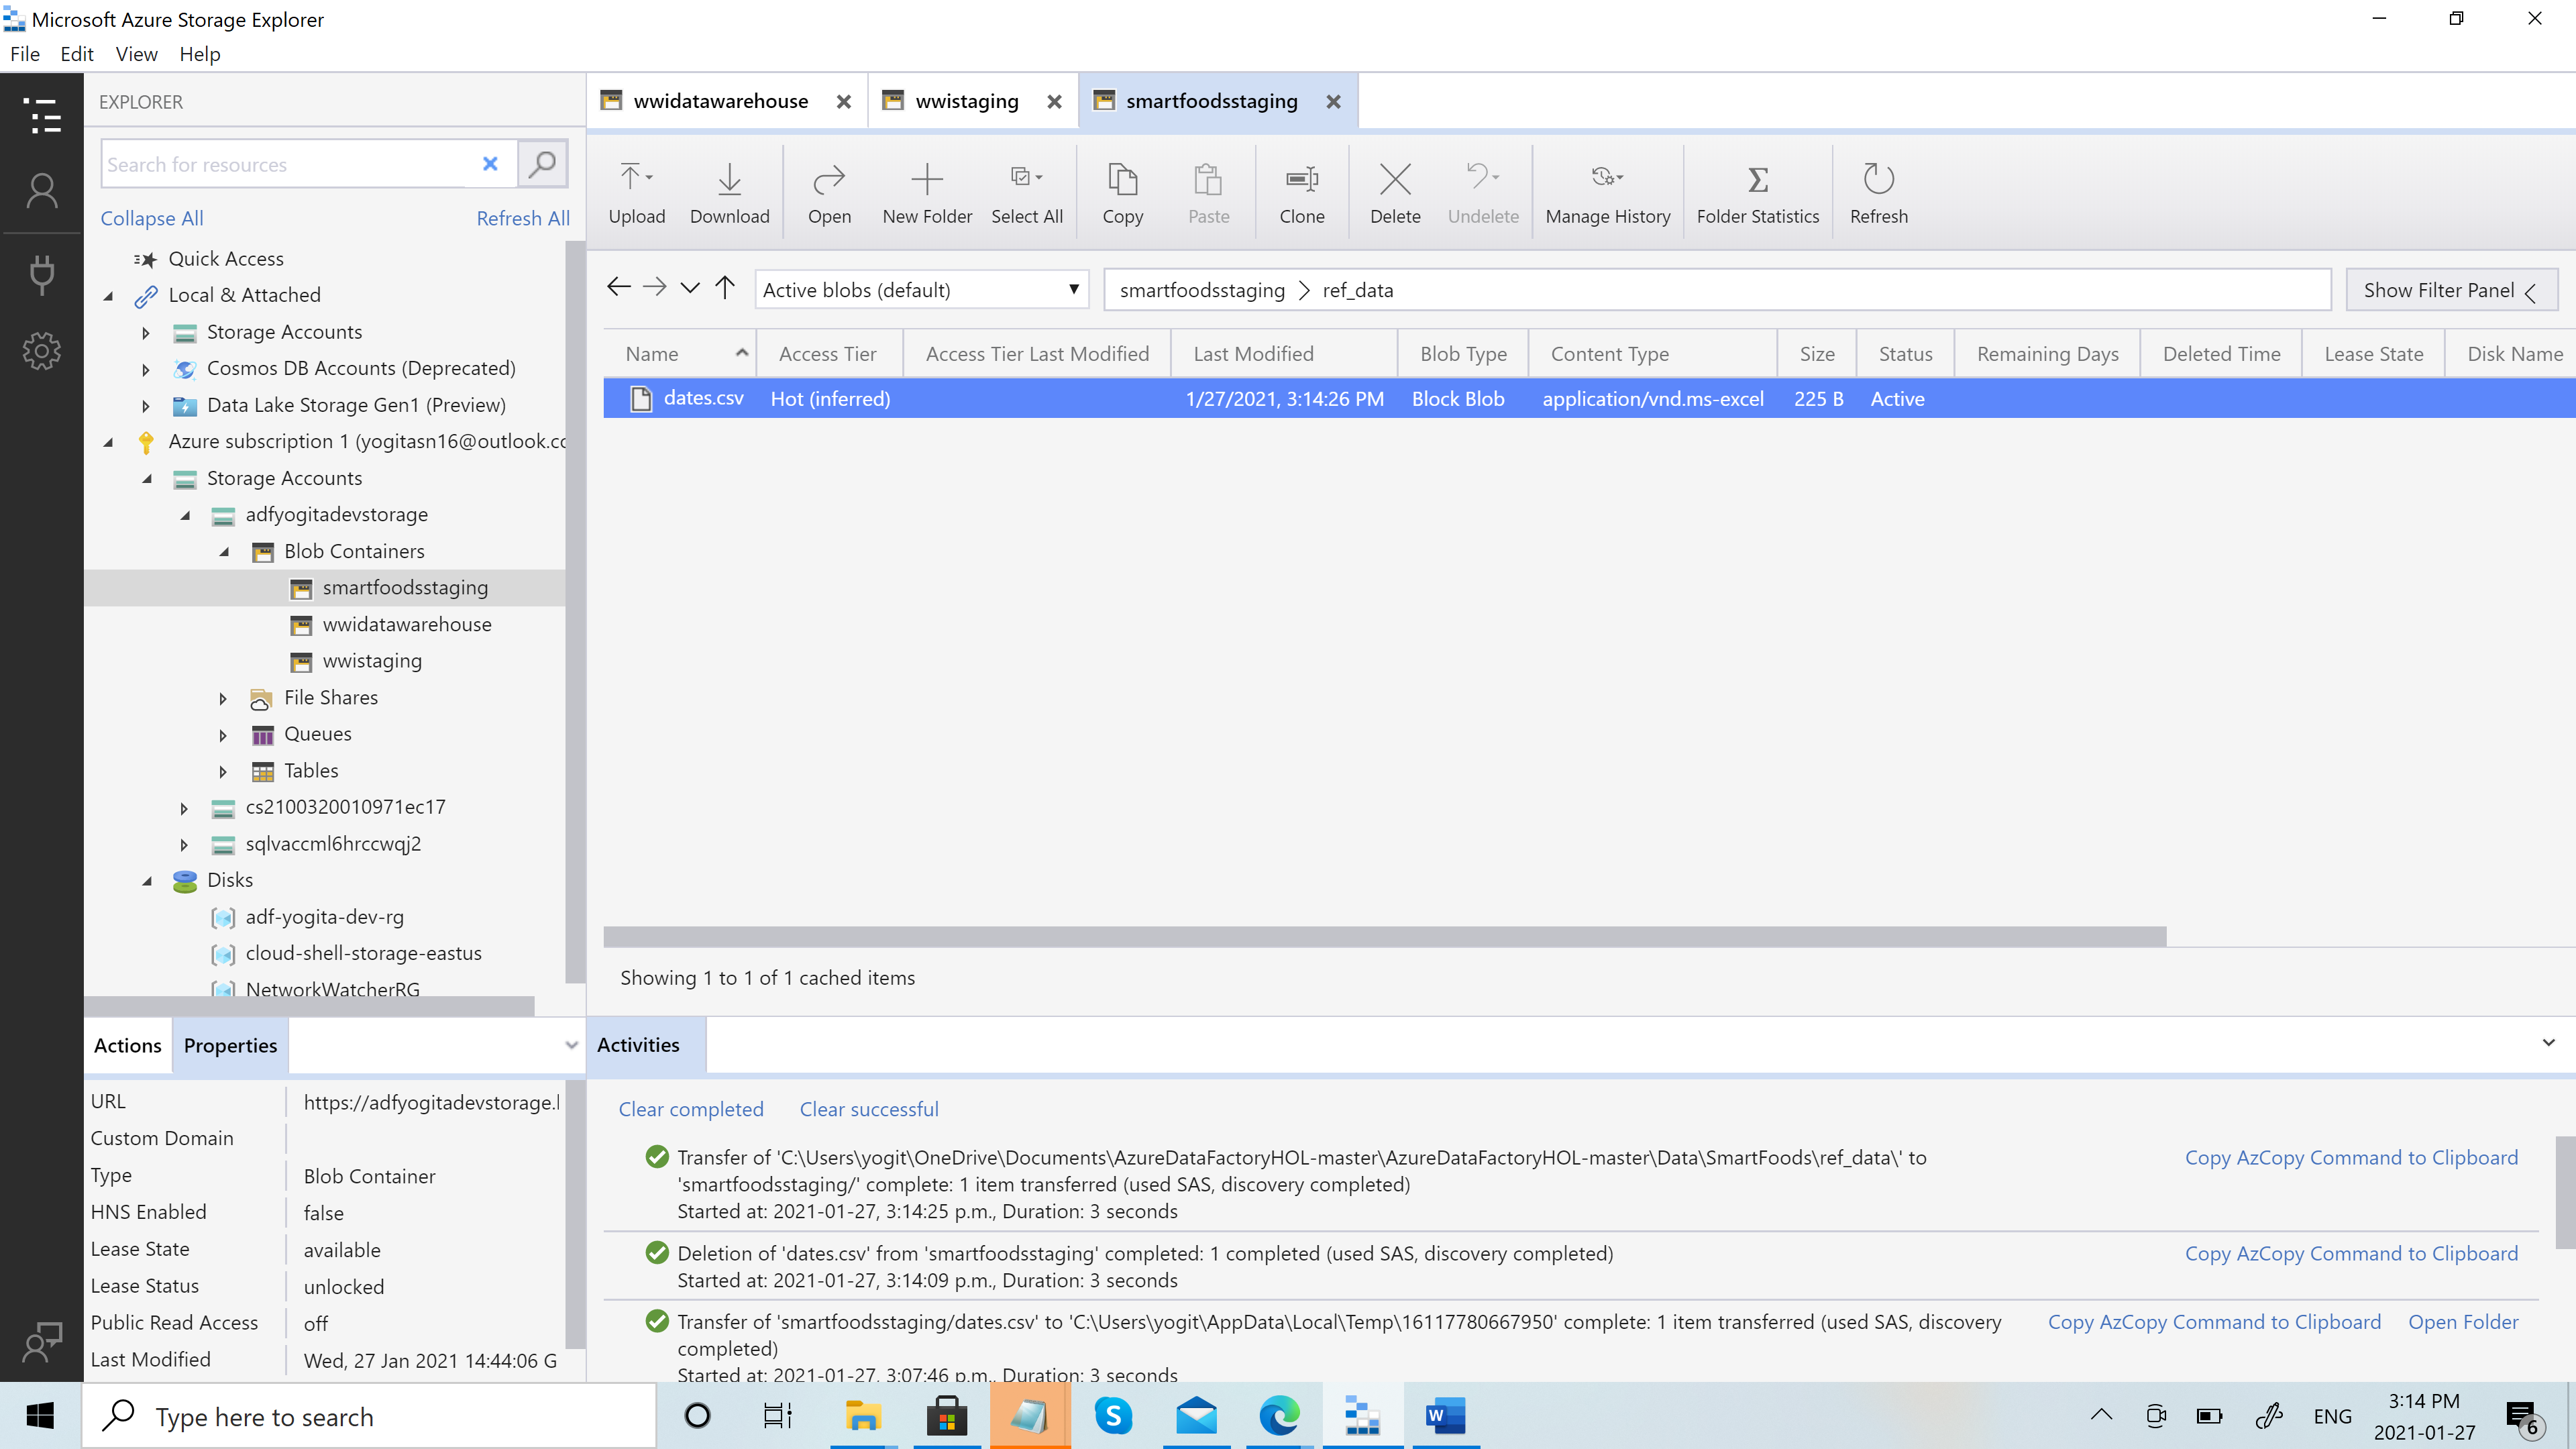 Microsoft Azure Storage Explorer
File Edit View Help
EXPLORER
Search for resources
Collapse All Refresh All
Quick Access
Local & Attached
Storage Accounts
Cosmos DB Accounts (Deprecated)
Data Lake Storage Gen1 (Preview)
Azure subscription 1 (yogitasn16@outlook.cc
Storage Accounts
adfyogitadevstorage
Blob Containers
smartfoodsstaging
wwidatawarehouse
wwistaging
File Shares
Queues
Tables
cs2100320010971ec17
sqlvaccml6hrccwqj2
Disks
adf-yogita-dev-rg
cloud-shell-storage-eastus
NetworkWatcherRG
Actions Properties
URL https://adfyogitadevstorage.
Custom Domain
Type Blob Container
HNS Enabled false
Lease State available
Lease Status unlocked
Public Read Access off
Last Modified Wed, 27 Jan 2021 14:44:06 G
wwidatawarehouse wwistaging smartfoodsstaging
Upload Download Open New Folder Select All Copy Paste Clone Delete Undelete Manage History Folder Statistics Refresh
Active blobs (default) smartfoodsstaging > ref_data Show Filter Panel
Name Access Tier Access Tier Last Modified Last Modified Blob Type Content Type Size Status Remaining Days Deleted Time Lease State Disk Name
dates.csv Hot (inferred) 1/27/2021, 3:14:26 PM Block Blob application/vnd.ms-excel 225 B Active
Showing 1 to 1 of 1 cached items
Activities
Clear completed Clear successful
Transfer of 'C:\Users\yogit\OneDrive\Documents\AzureDataFactoryHOL-master\AzureDataFactoryHOL-master\Data\SmartFoods\ref_data\' to Copy AzCopy Command to Clipboard
'smartfoodsstaging/' complete: 1 item transferred (used SAS, discovery completed)
Started at: 2021-01-27, 3:14:25 p.m., Duration: 3 seconds
Deletion of 'dates.csv' from 'smartfoodsstaging' completed: 1 completed (used SAS, discovery completed) Copy AzCopy Command to Clipboard
Started at: 2021-01-27, 3:14:09 p.m., Duration: 3 seconds
Transfer of 'smartfoodsstaging/dates.csv' to 'C:\Users\yogit\AppData\Local\Temp\16117780667950' complete: 1 item transferred (used SAS, discovery Copy AzCopy Command to Clipboard Open Folder
completed)
Started at: 2021-01-27, 3:07:46 p.m., Duration: 3 seconds
Type here to search
ENG
3:14 PM
2021-01-27
6